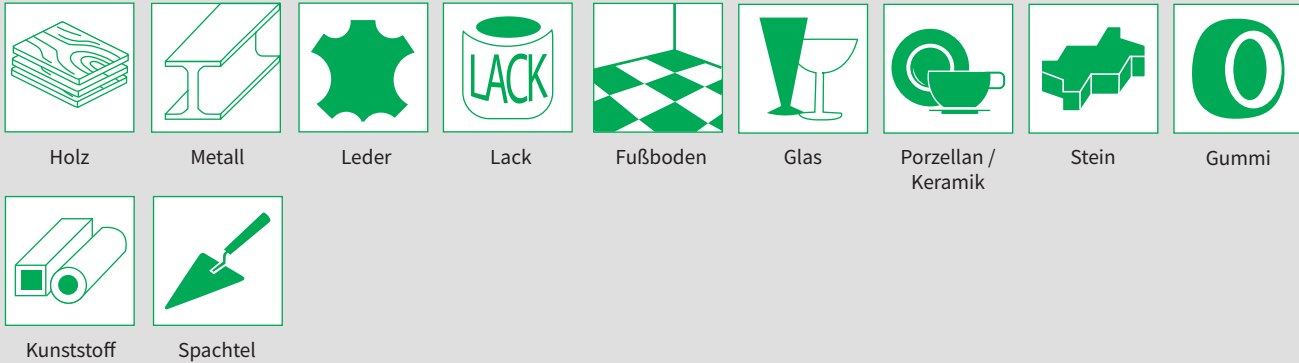 LACK
Holz
Metall
Leder
Lack
Fußboden
Glas
Porzellan /
Keramik
Stein
Gummi
Kunststoff
Spachtel